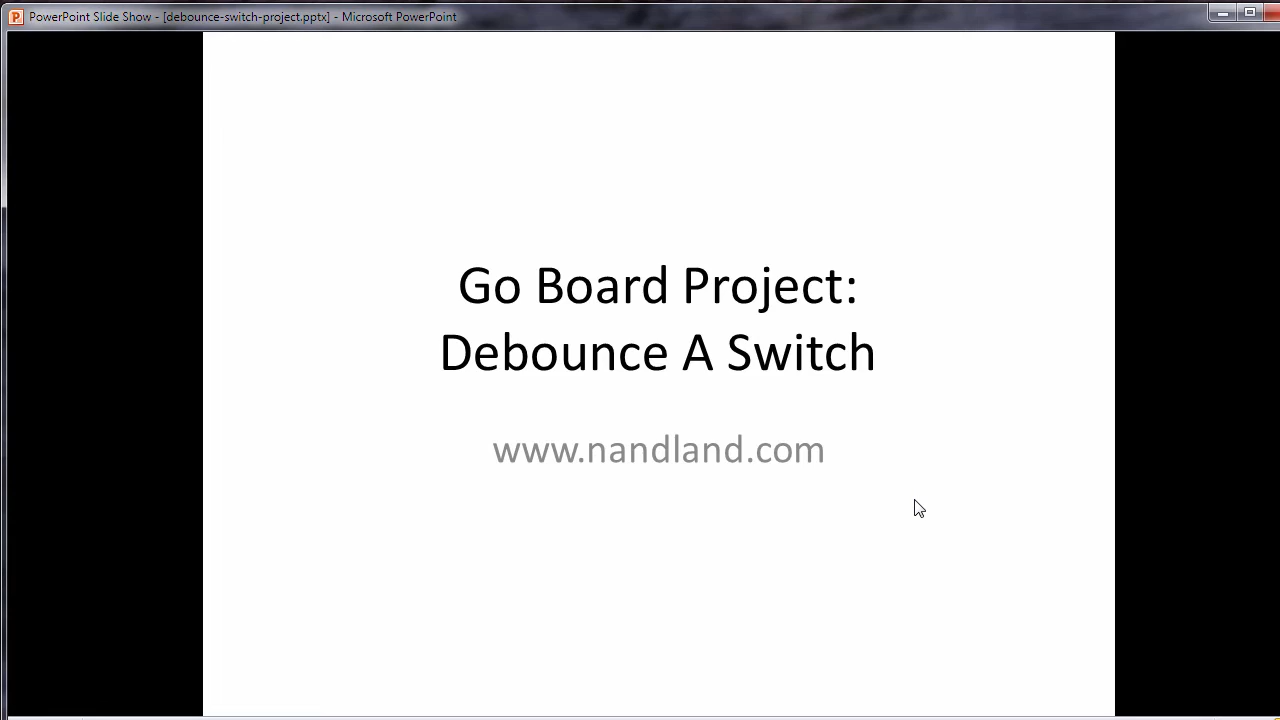 PowerPoint Slide Show - [debounce-switch-project.pptx] - Microsoft PowerPoint
Go Board Project:
Debounce A Switch
www.nandland.com